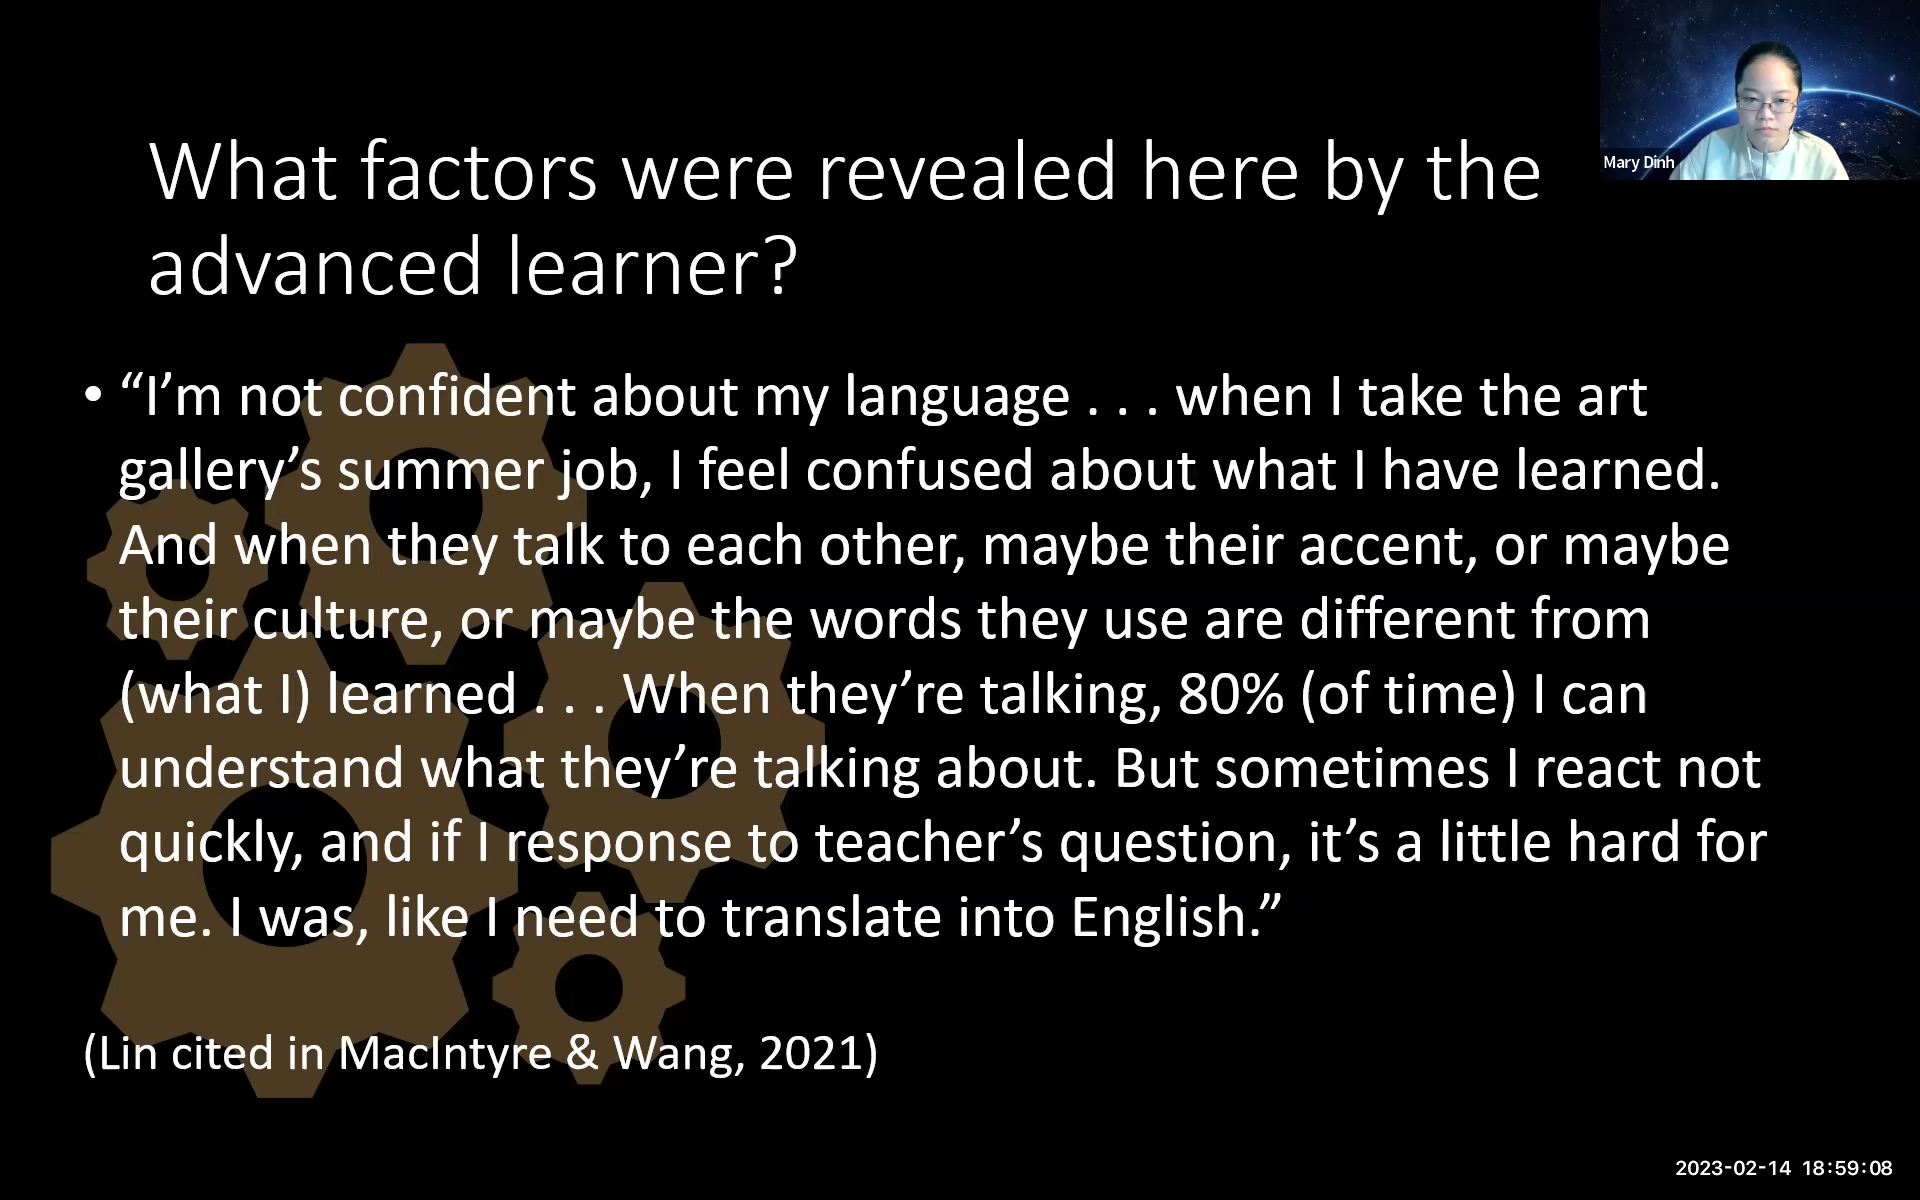 What factors were revealed here by the
advanced learner?
Mary Dinh
• “I’m not confident about my language . . . when I take the art
gallery’s summer job, I feel confused about what I have learned.
And when they talk to each other, maybe their accent, or maybe
their culture, or maybe the words they use are different from
(what I) learned . . . When they’re talking, 80% (of time) I can
understand what they’re talking about. But sometimes I react not
quickly, and if I response to teacher’s question, it’s a little hard for
me. I was, like I need to translate into English.”
(Lin cited in MacIntyre & Wang, 2021)
2023-02-14 18:59:08